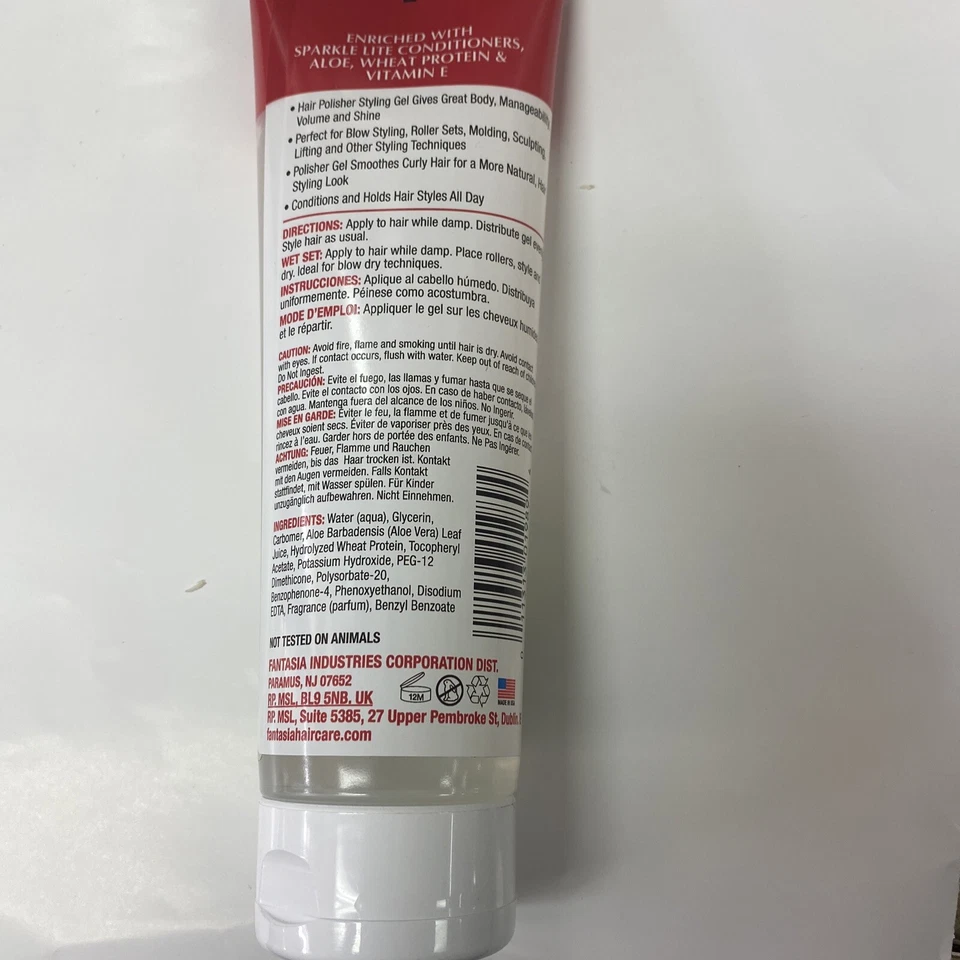 ENRICHED WITH
SPARKLE LITE CONDITIONERS,
ALOE, WHEAT PROTEIN &
VITAMIN E
• Hair Polisher Styling Gel Gives Great Body, Manageability
Volume and Shine
• Perfect for Blow Styling, Roller Sets, Molding, Sculpting,
Lifting and Other Styling Techniques
• Polisher Gel Smoothes Curly Hair for a More Natural,
Styling Look
• Conditions and Holds Hair Styles All Day
DIRECTIONS: Apply to hair while damp. Distribute gel
Style hair as usual.
WET SET: Apply to hair while damp. Place rollers, style
dry. Ideal for blow dry techniques.
INSTRUCCIONES: Aplique al cabello húmedo. Distribuya
uniformemente. Péinese como acostumbra.
MODE D'EMPLOI: Appliquer le gel sur les cheveux
et le répartir.
CAUTION: Avoid fire, flame and smoking until hair is dry. Avoid contact
with eyes. If contact occurs, flush with water. Keep out of reach of
Do Not Ingest.
PRECAUCIÓN: Evite el fuego, las llamas y fumar hasta que se seque el
cabello. Evite el contacto con los ojos. En caso de haber contacto,
con agua. Mantenga fuera del alcance de los niños. No Ingerir.
MISE EN GARDE: Éviter le feu, la flamme et de fumer jusqu'à ce que
cheveux soient secs. Éviter de vaporiser près des yeux. En cas de
rincez à l'eau. Garder hors de portée des enfants. Ne Pas Ingérer.
ACHTUNG: Feuer, Flamme und Rauchen
vermeiden, bis das Haar trocken ist. Kontakt
mit den Augen vermeiden. Falls Kontakt
stattfindet, mit Wasser spülen. Für Kinder
unzugänglich aufbewahren. Nicht Einnehmen.
INGREDIENTS: Water (aqua), Glycerin,
Carbomer, Aloe Barbadensis (Aloe Vera) Leaf
Juice, Hydrolyzed Wheat Protein, Tocopheryl
Acetate, Potassium Hydroxide, PEG-12
Dimethicone, Polysorbate-20,
Benzophenone-4, Phenoxyethanol, Disodium
EDTA, Fragrance (parfum), Benzyl Benzoate
NOT TESTED ON ANIMALS
FANTASIA INDUSTRIES CORPORATION DIST.
PARAMUS, NJ 07652
RP. MSL, BL9 5NB. UK
RP. MSL, Suite 5385, 27 Upper Pembroke St, Dublin
fantasiahaircare.com
12M
MADE IN USA